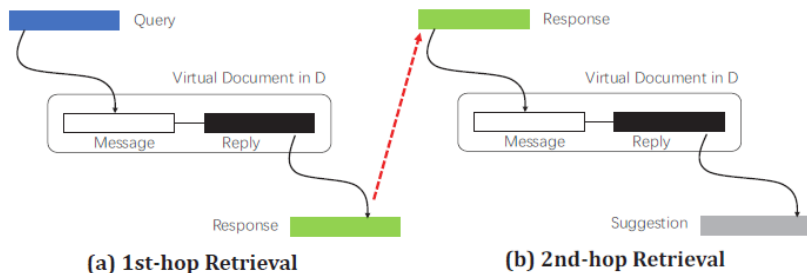 Query
Virtual Document in D
Message
Reply
Response
(a) 1st-hop Retrieval
Response
Virtual Document in D
Message
Reply
Suggestion
(b) 2nd-hop Retrieval